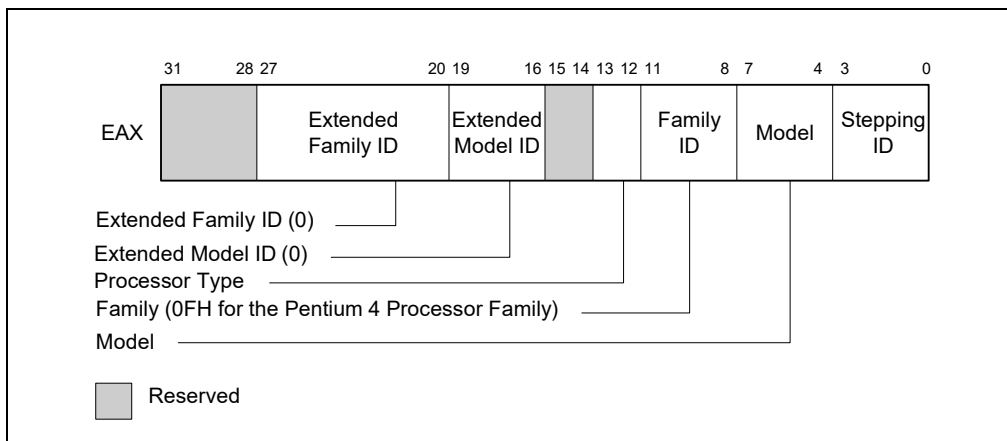 31 28 27 20 19 16 15 14 13 12 11 8 7 4 3 0
EAX
Extended Family ID
Extended Model ID
Family ID
Model
Stepping ID
Extended Family ID (0)
Extended Model ID (0)
Processor Type
Family (0FH for the Pentium 4 Processor Family)
Model
Reserved